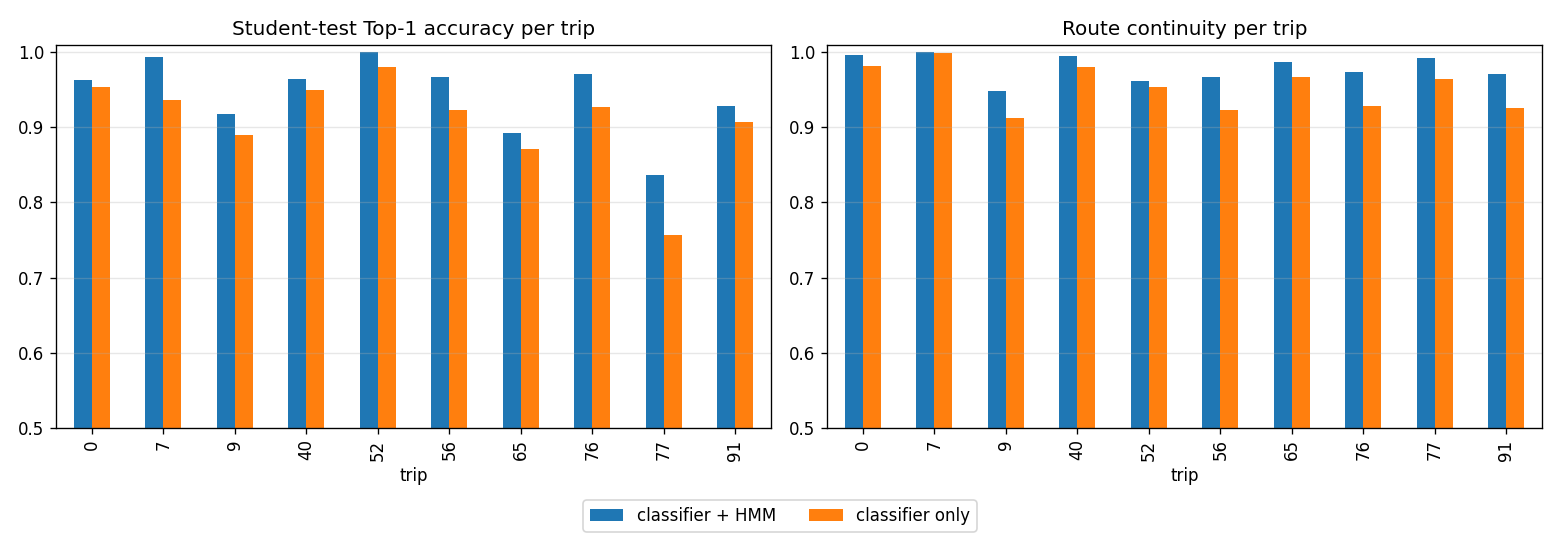 Student-test Top-1 accuracy per trip
1.0
0.9
0.8
0.7
0.6
0.5
0 7 9 40 52 56 65 76 77 91
trip
Route continuity per trip
1.0
0.9
0.8
0.7
0.6
0.5
0 7 9 40 52 56 65 76 77 91
trip
classifier + HMM classifier only